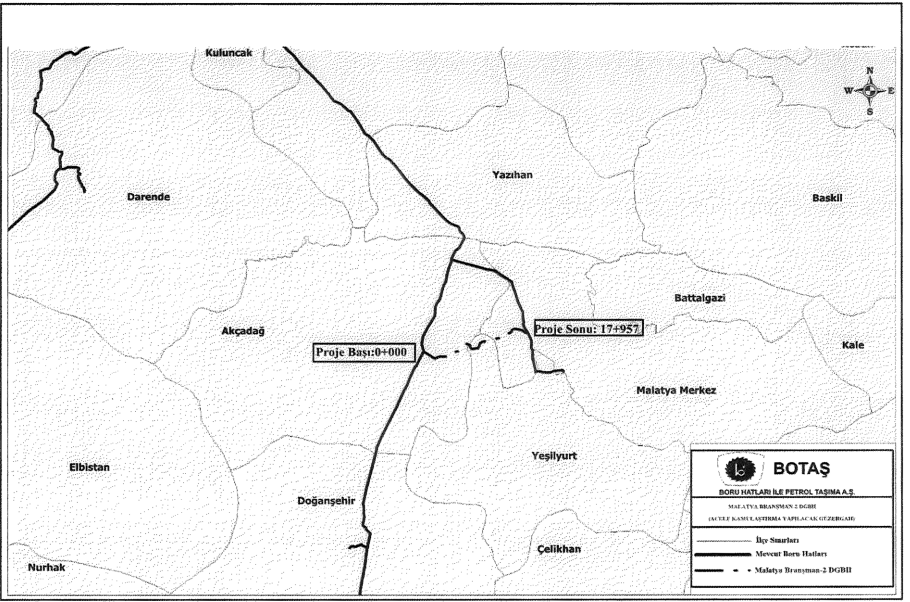 Kuluncak
N
W E
S
Yazıhan
Darende
Baskil
Battalgazi
Akçadağ
Proje Sonu: 17+957
Proje Başı:0+000
Kale
Malatya Merkez
Yeşilyurt
Elbistan
BOTAŞ
BORU HATLARI İLE PETROL TAŞIMA A.Ş.
Doğanşehir
MALATYA BRANŞMAN 2 DGBH
(ACELE KAMULAŞTIRMA YAPILACAK GÜZERGAH)
İlçe Sınırları
Çelikhan
Mevcut Boru Hatları
Nurhak
Malatya Branşman-2 DGBH